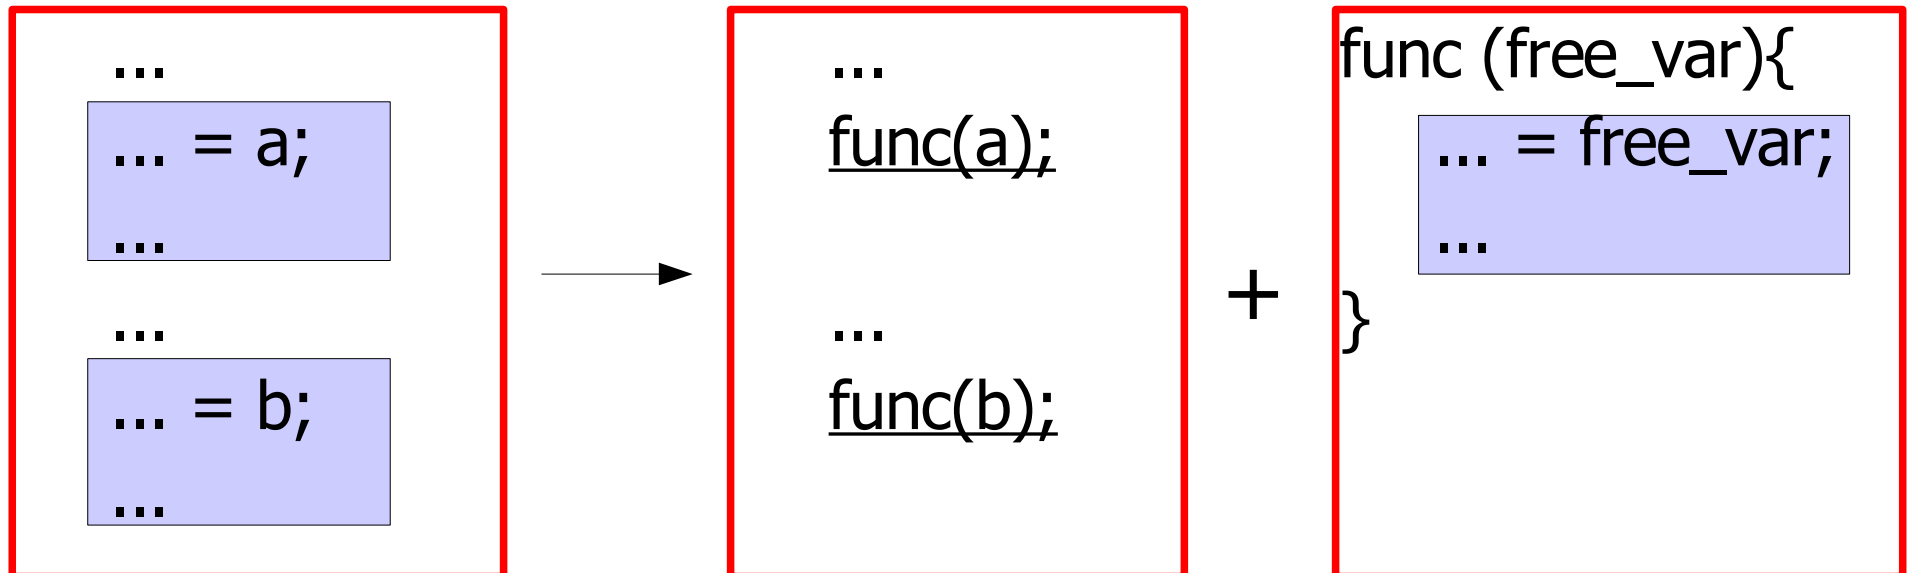 ...
... = a;
...
...
... = b;
...
...
func(a);
...
func(b);
+
func (free_var){
... = free_var;
...
}